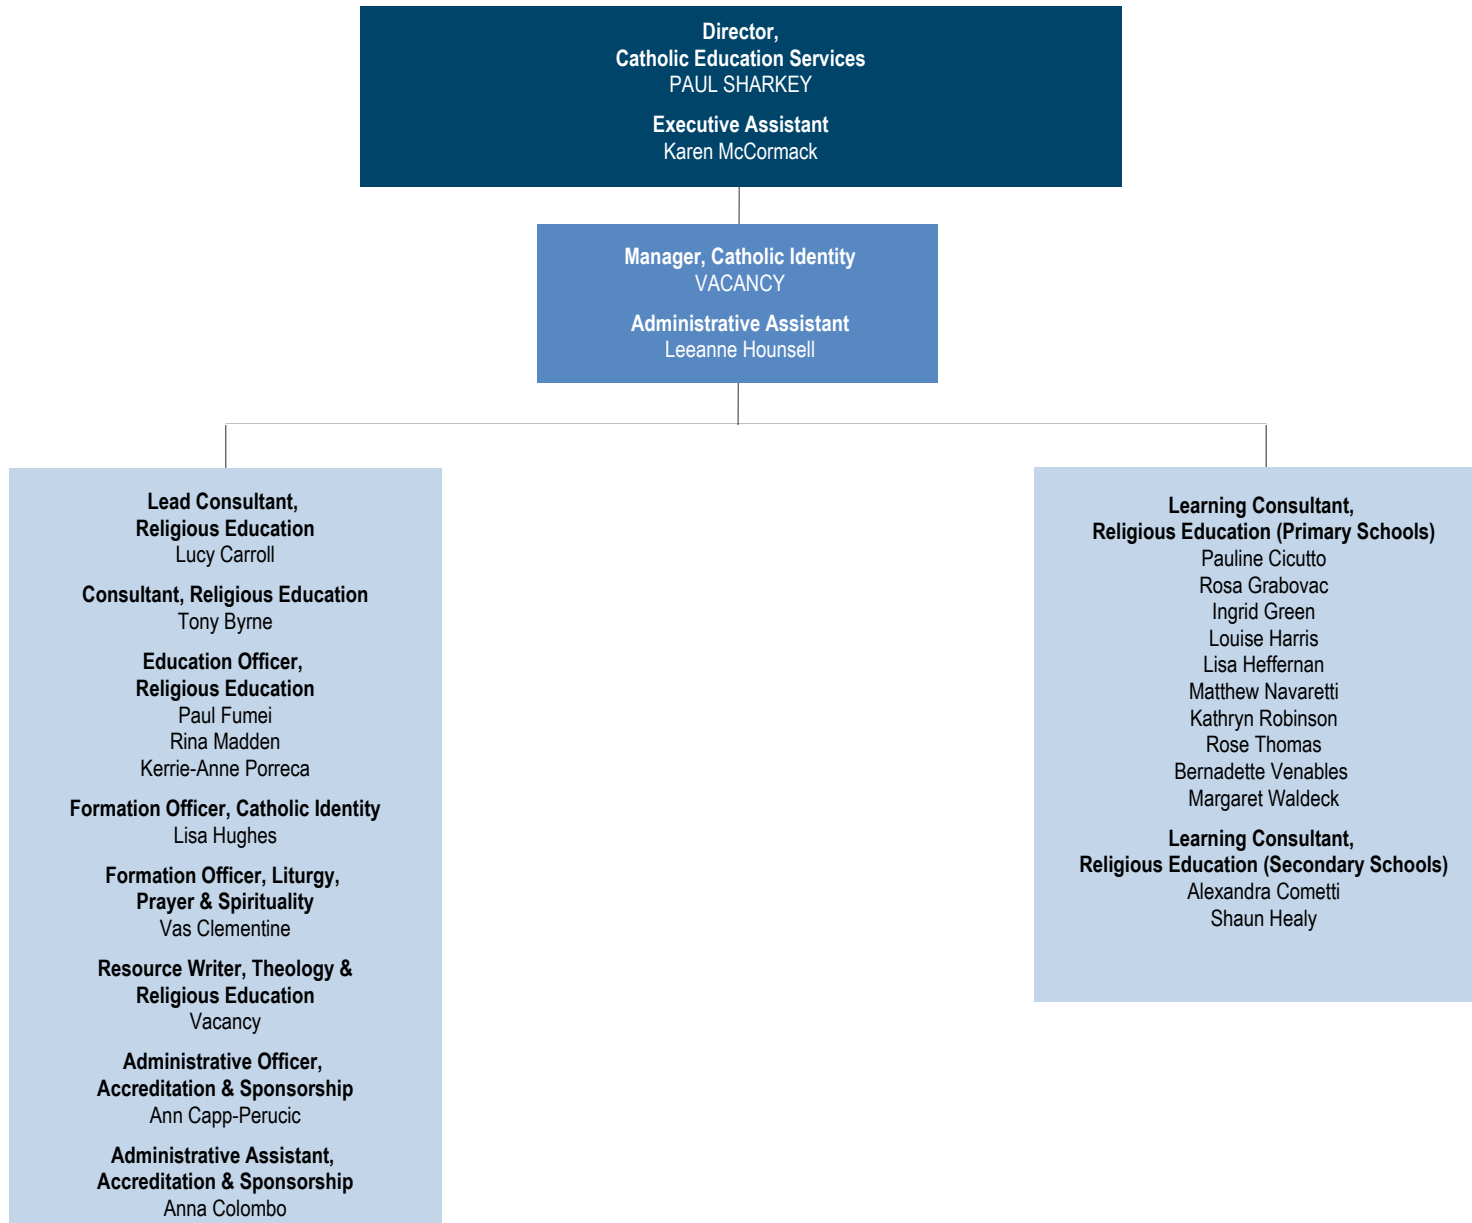 Director,
Catholic Education Services
PAUL SHARKEY
Executive Assistant
Karen McCormack
Manager, Catholic Identity
VACANCY
Administrative Assistant
Leeanne Hounsell
Lead Consultant,
Religious Education
Lucy Carroll
Consultant, Religious Education
Tony Byrne
Education Officer,
Religious Education
Paul Fumei
Rina Madden
Kerrie-Anne Porreca
Formation Officer, Catholic Identity
Lisa Hughes
Formation Officer, Liturgy,
Prayer & Spirituality
Vas Clementine
Resource Writer, Theology &
Religious Education
Vacancy
Administrative Officer,
Accreditation & Sponsorship
Ann Capp-Perucic
Administrative Assistant,
Accreditation & Sponsorship
Anna Colombo
Learning Consultant,
Religious Education (Primary Schools)
Pauline Cicutto
Rosa Grabovac
Ingrid Green
Louise Harris
Lisa Heffernan
Matthew Navaretti
Kathryn Robinson
Rose Thomas
Bernadette Venables
Margaret Waldeck
Learning Consultant,
Religious Education (Secondary Schools)
Alexandra Cometti
Shaun Healy